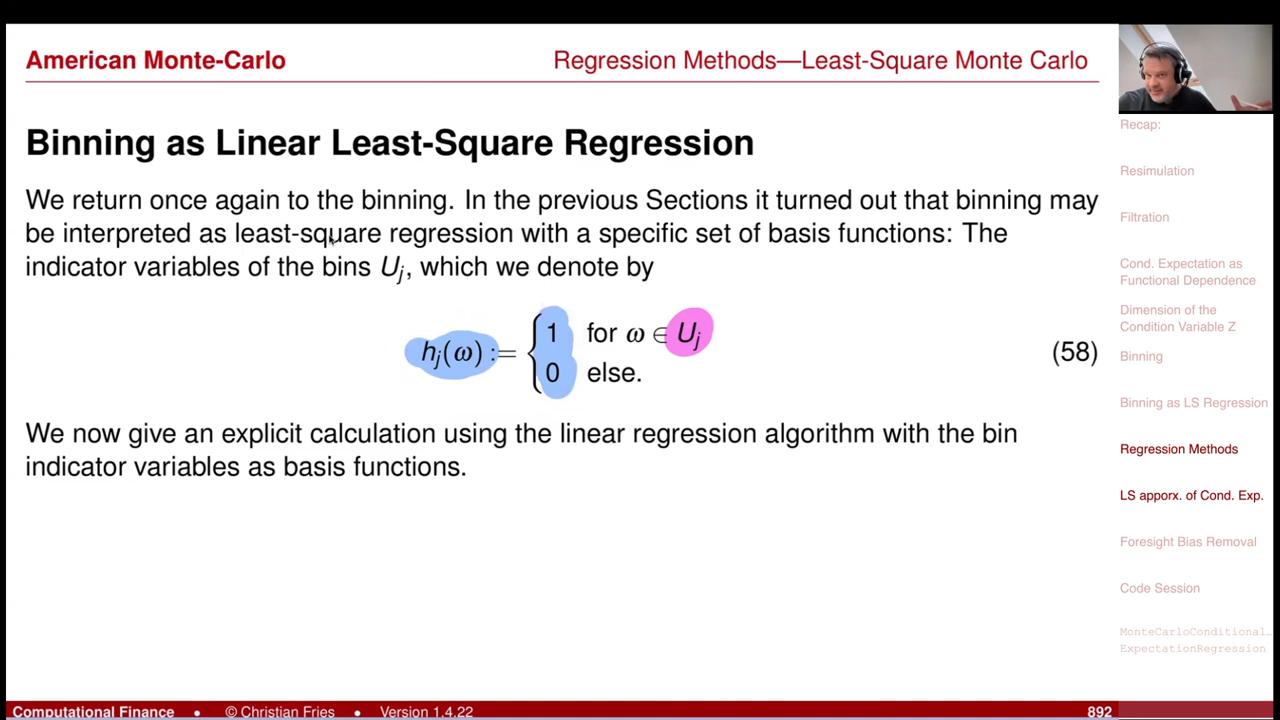 American Monte-Carlo
Regression Methods—Least-Square Monte Carlo
Binning as Linear Least-Square Regression
We return once again to the binning. In the previous Sections it turned out that binning may
be interpreted as least-square regression with a specific set of basis functions: The
indicator variables of the bins Uj, which we denote by
hj(ω) := { 1 for ω ∈ Uj
0 else.
(58)
We now give an explicit calculation using the linear regression algorithm with the bin
indicator variables as basis functions.
Recap:
Resimulation
Filtration
Cond. Expectation as
Functional Dependence
Dimension of the
Condition Variable Z
Binning
Binning as LS Regression
Regression Methods
LS apporx. of Cond. Exp.
Foresight Bias Removal
Code Session
MonteCarloConditional…
ExpectationRegression
Computational Finance • © Christian Fries • Version 1.4.22
892